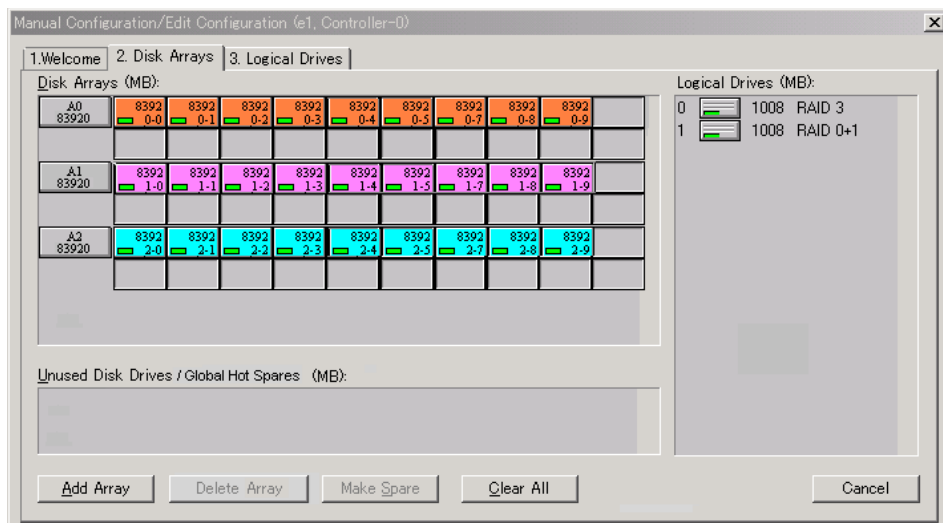 Manual Configuration/Edit Configuration (e1, Controller-0)
1.Welcome 2. Disk Arrays 3. Logical Drives
Disk Arrays (MB):
A0 83920
8392 0-0 8392 0-1 8392 0-2 8392 0-3 8392 0-4 8392 0-5 8392 0-7 8392 0-8 8392 0-9
A1 83920
8392 1-0 8392 1-1 8392 1-2 8392 1-3 8392 1-4 8392 1-5 8392 1-7 8392 1-8 8392 1-9
A2 83920
8392 2-0 8392 2-1 8392 2-2 8392 2-3 8392 2-4 8392 2-5 8392 2-7 8392 2-8 8392 2-9
Logical Drives (MB):
0 1008 RAID 3
1 1008 RAID 0+1
Unused Disk Drives / Global Hot Spares (MB):
Add Array Delete Array Make Spare Clear All Cancel